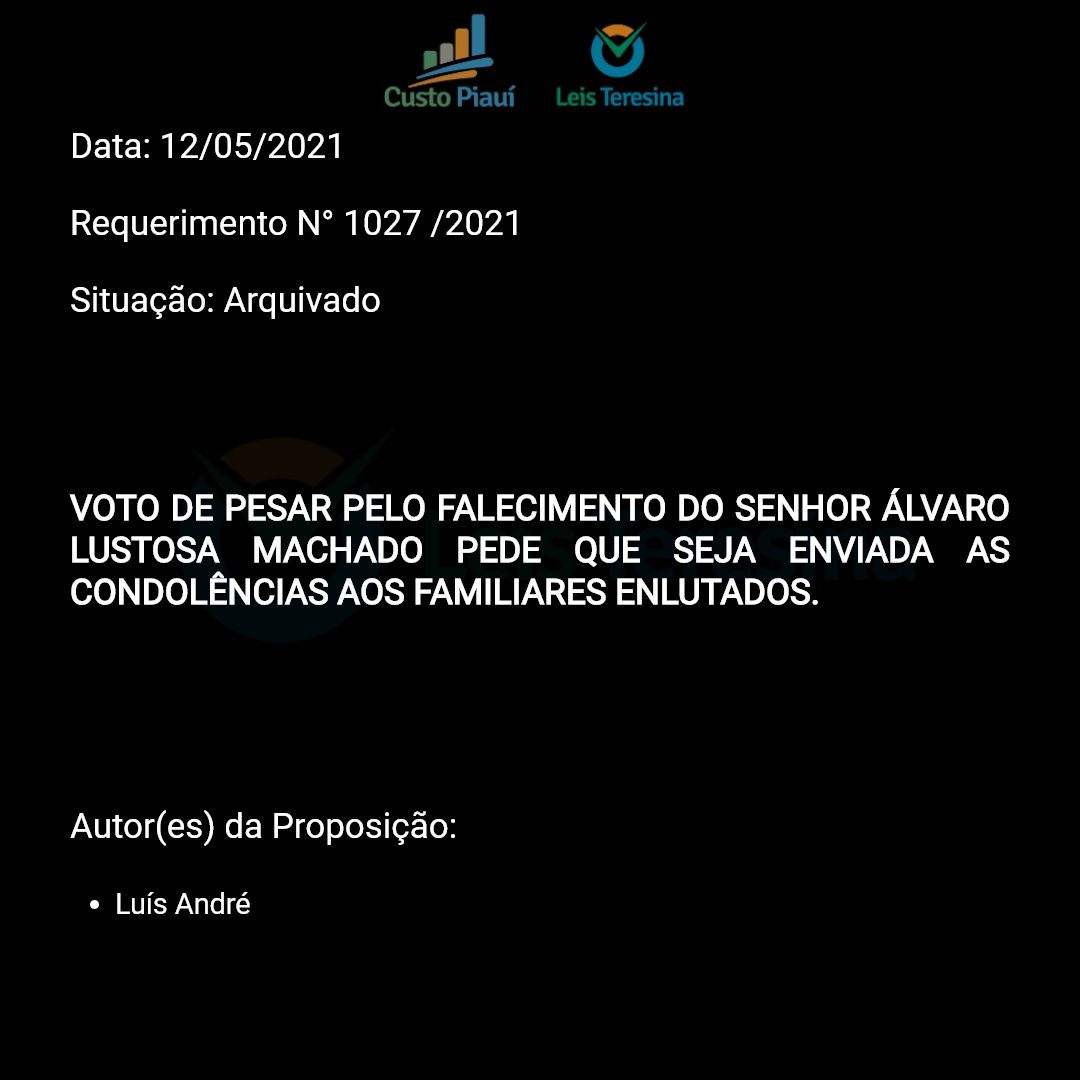 Custo Piauí
Leis Teresina
Data: 12/05/2021
Requerimento N° 1027 /2021
Situação: Arquivado
VOTO DE PESAR PELO FALECIMENTO DO SENHOR ÁLVARO
LUSTOSA MACHADO PEDE QUE SEJA ENVIADA AS
CONDOLÊNCIAS AOS FAMILIARES ENLUTADOS.
Autor(es) da Proposição:
• Luís André